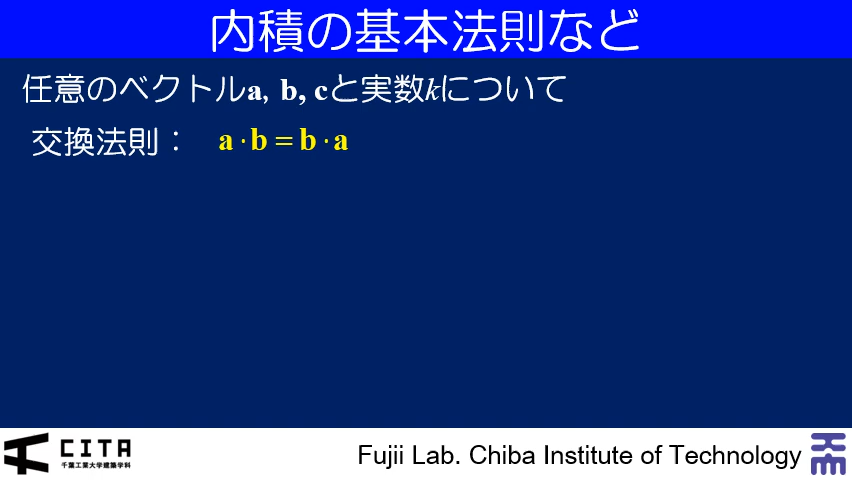 内積の基本法則など
任意のベクトルa, b, cと実数kについて
交換法則： a·b = b·a
CITA
千葉工業大学建築学科
Fujii Lab. Chiba Institute of Technology